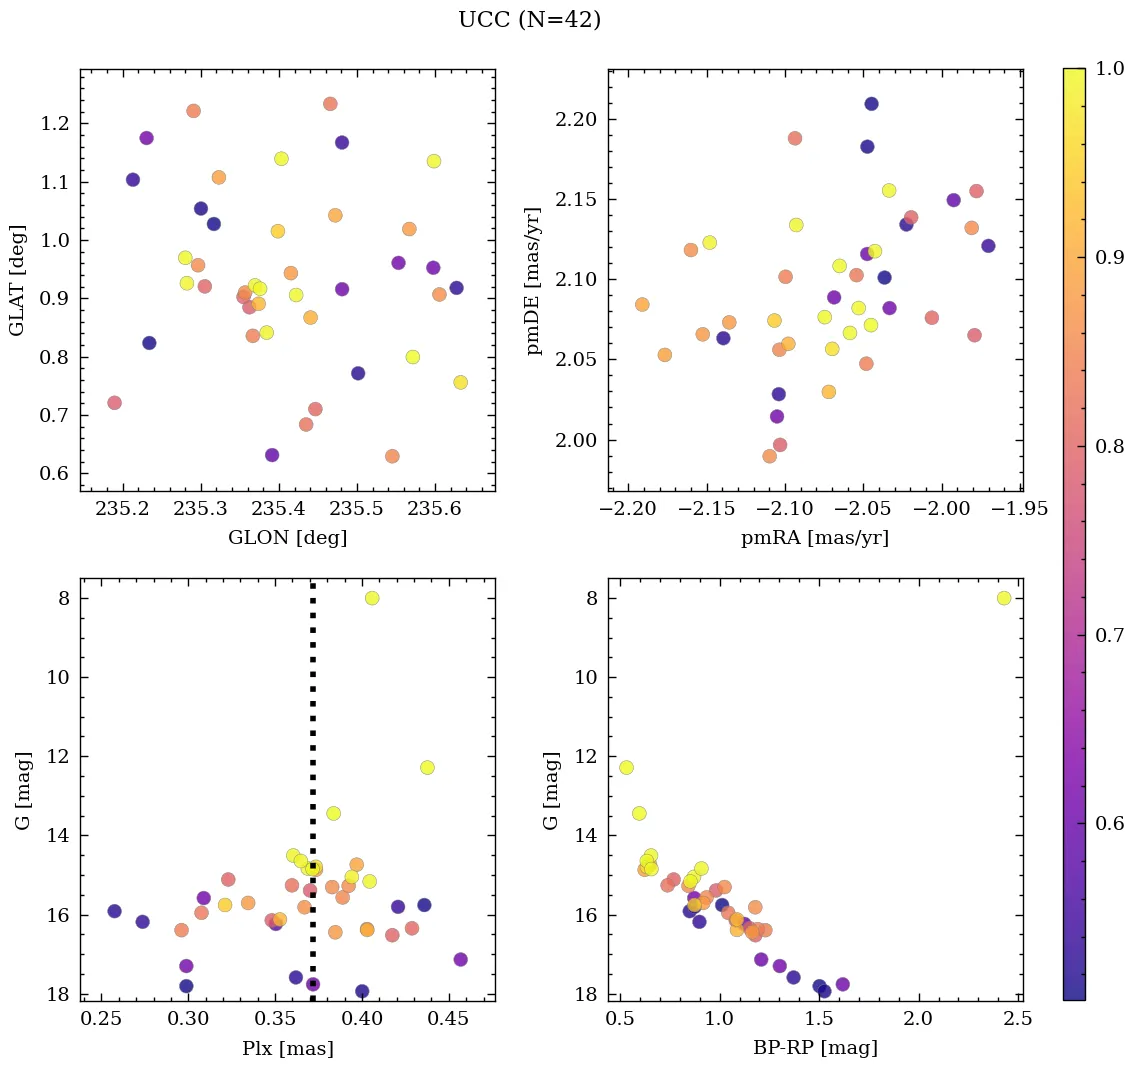 UCC (N=42)
1.2
1.1
1.0
0.9
0.8
0.7
0.6
GLAT [deg]
235.2 235.3 235.4 235.5 235.6
GLON [deg]
2.20
2.15
2.10
2.05
2.00
pmDE [mas/yr]
−2.20 −2.15 −2.10 −2.05 −2.00 −1.95
pmRA [mas/yr]
8
10
12
14
16
18
G [mag]
0.25 0.30 0.35 0.40 0.45
Plx [mas]
8
10
12
14
16
18
G [mag]
0.5 1.0 1.5 2.0 2.5
BP-RP [mag]
1.0
0.9
0.8
0.7
0.6